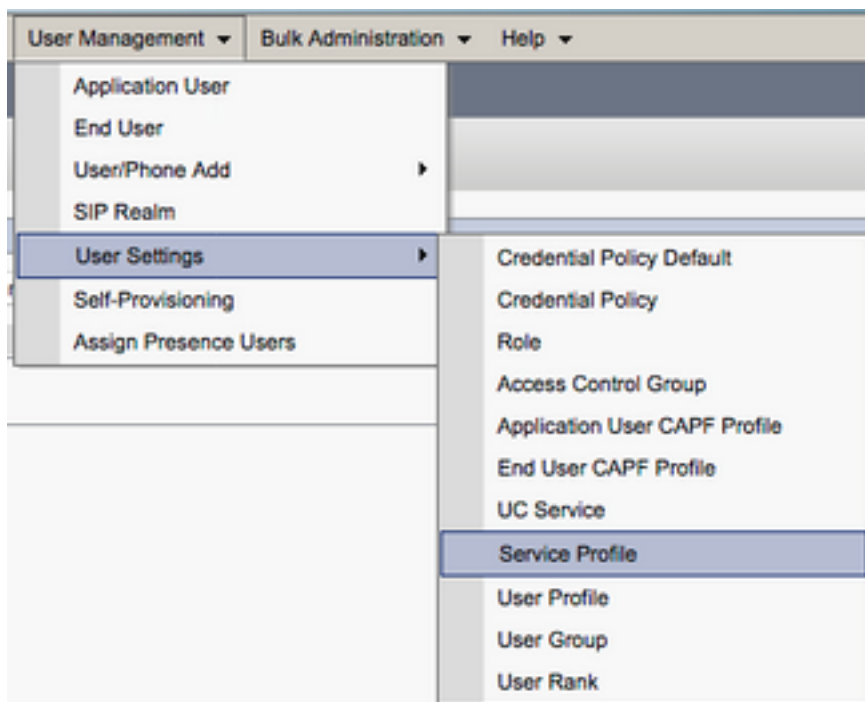 User Management Bulk Administration Help
Application User
End User
User/Phone Add
SIP Realm
User Settings
Self-Provisioning
Assign Presence Users
Credential Policy Default
Credential Policy
Role
Access Control Group
Application User CAPF Profile
End User CAPF Profile
UC Service
Service Profile
User Profile
User Group
User Rank